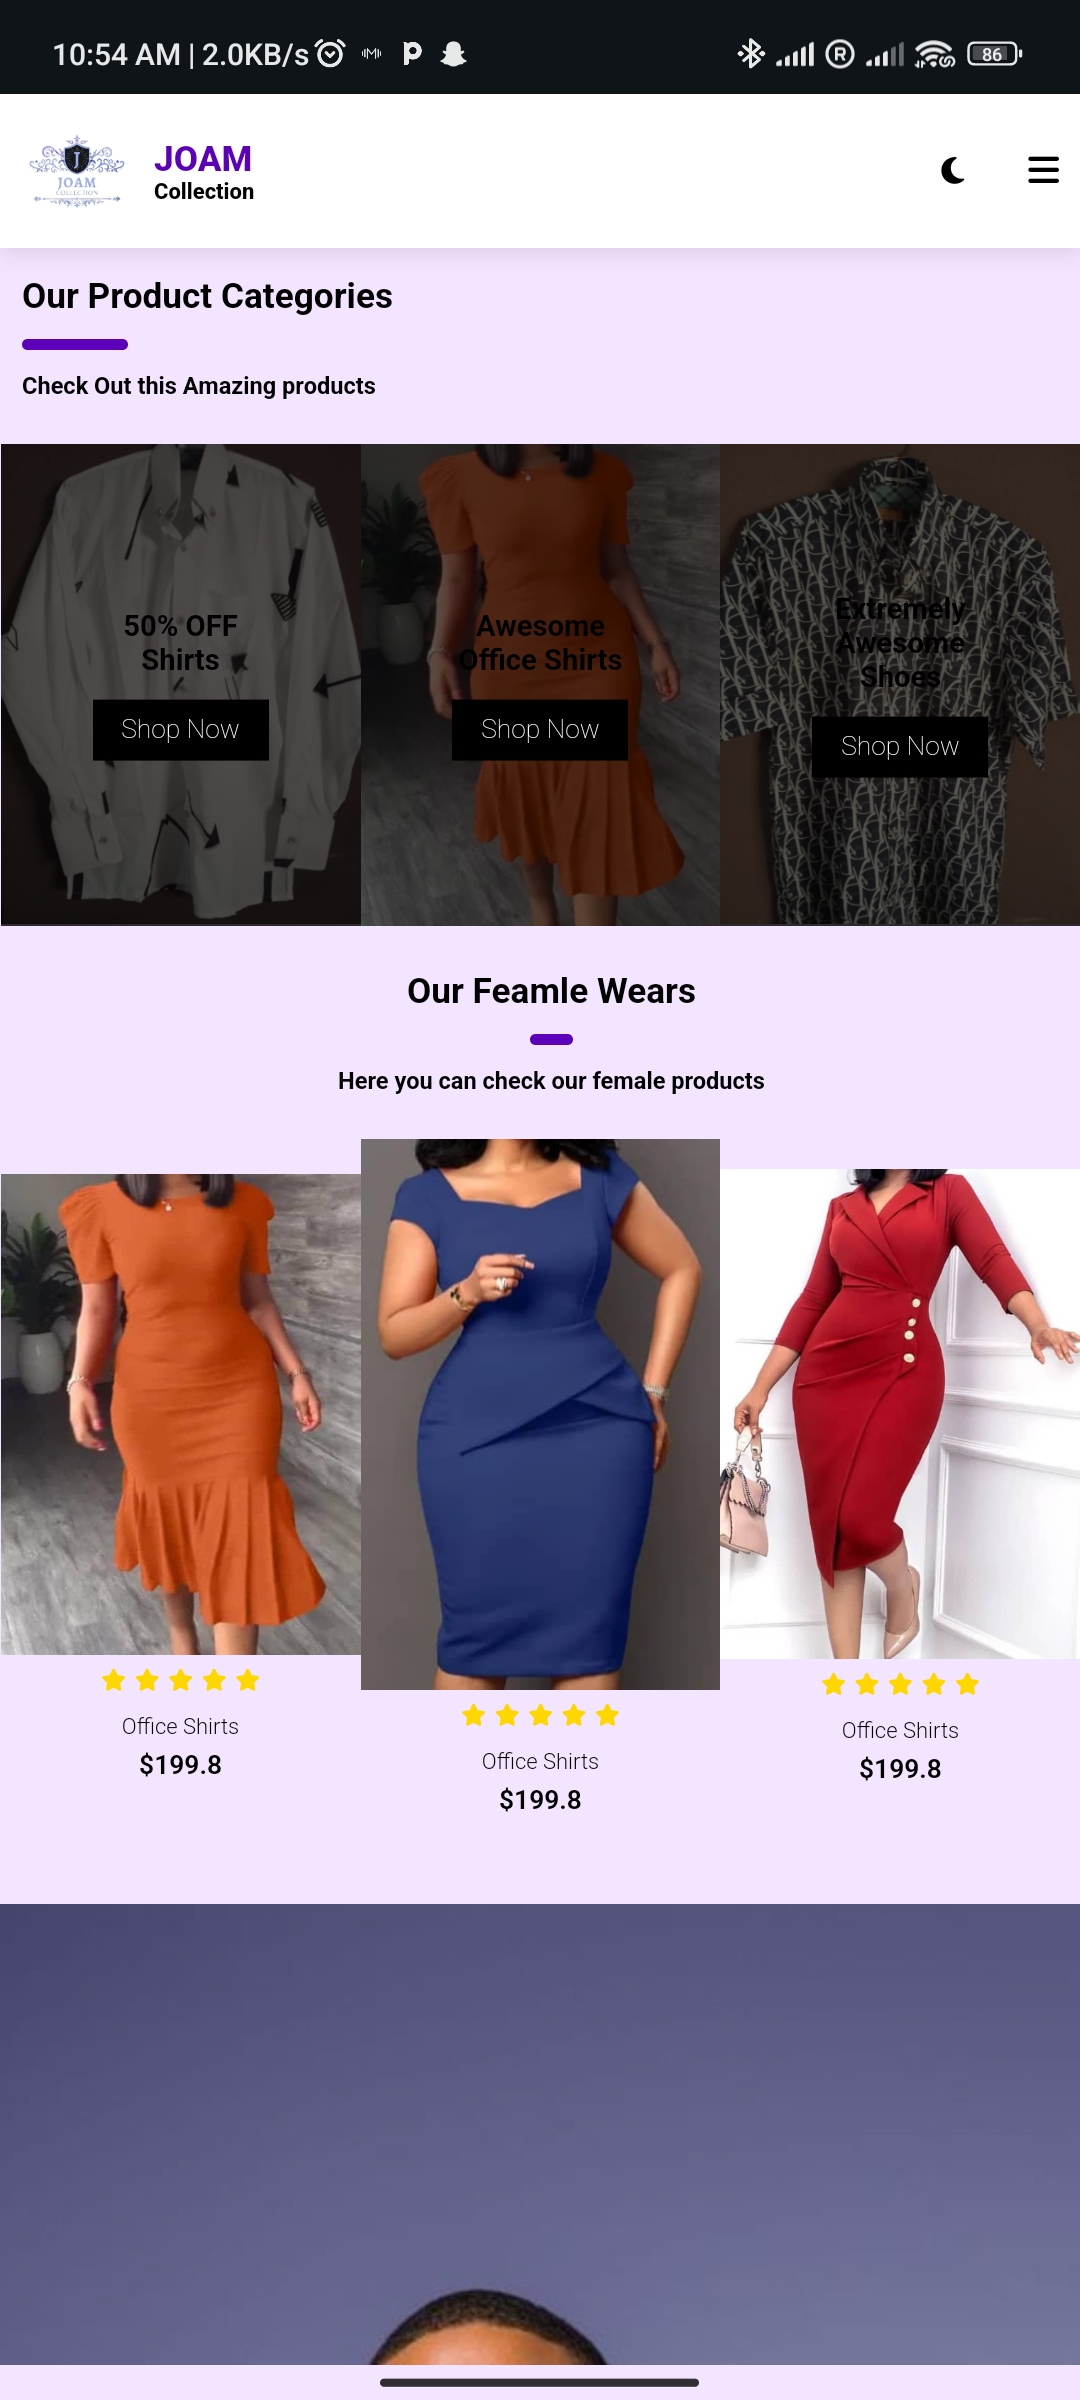 10:54 AM | 2.0KB/s
R
86
J
JOAM
COLLECTION
JOAM
Collection
Our Product Categories
Check Out this Amazing products
50% OFF
Shirts
Shop Now
Awesome
Office Shirts
Shop Now
Extremely
Awesome
Shoes
Shop Now
Our Feamle Wears
Here you can check our female products
Office Shirts
$199.8
Office Shirts
$199.8
Office Shirts
$199.8